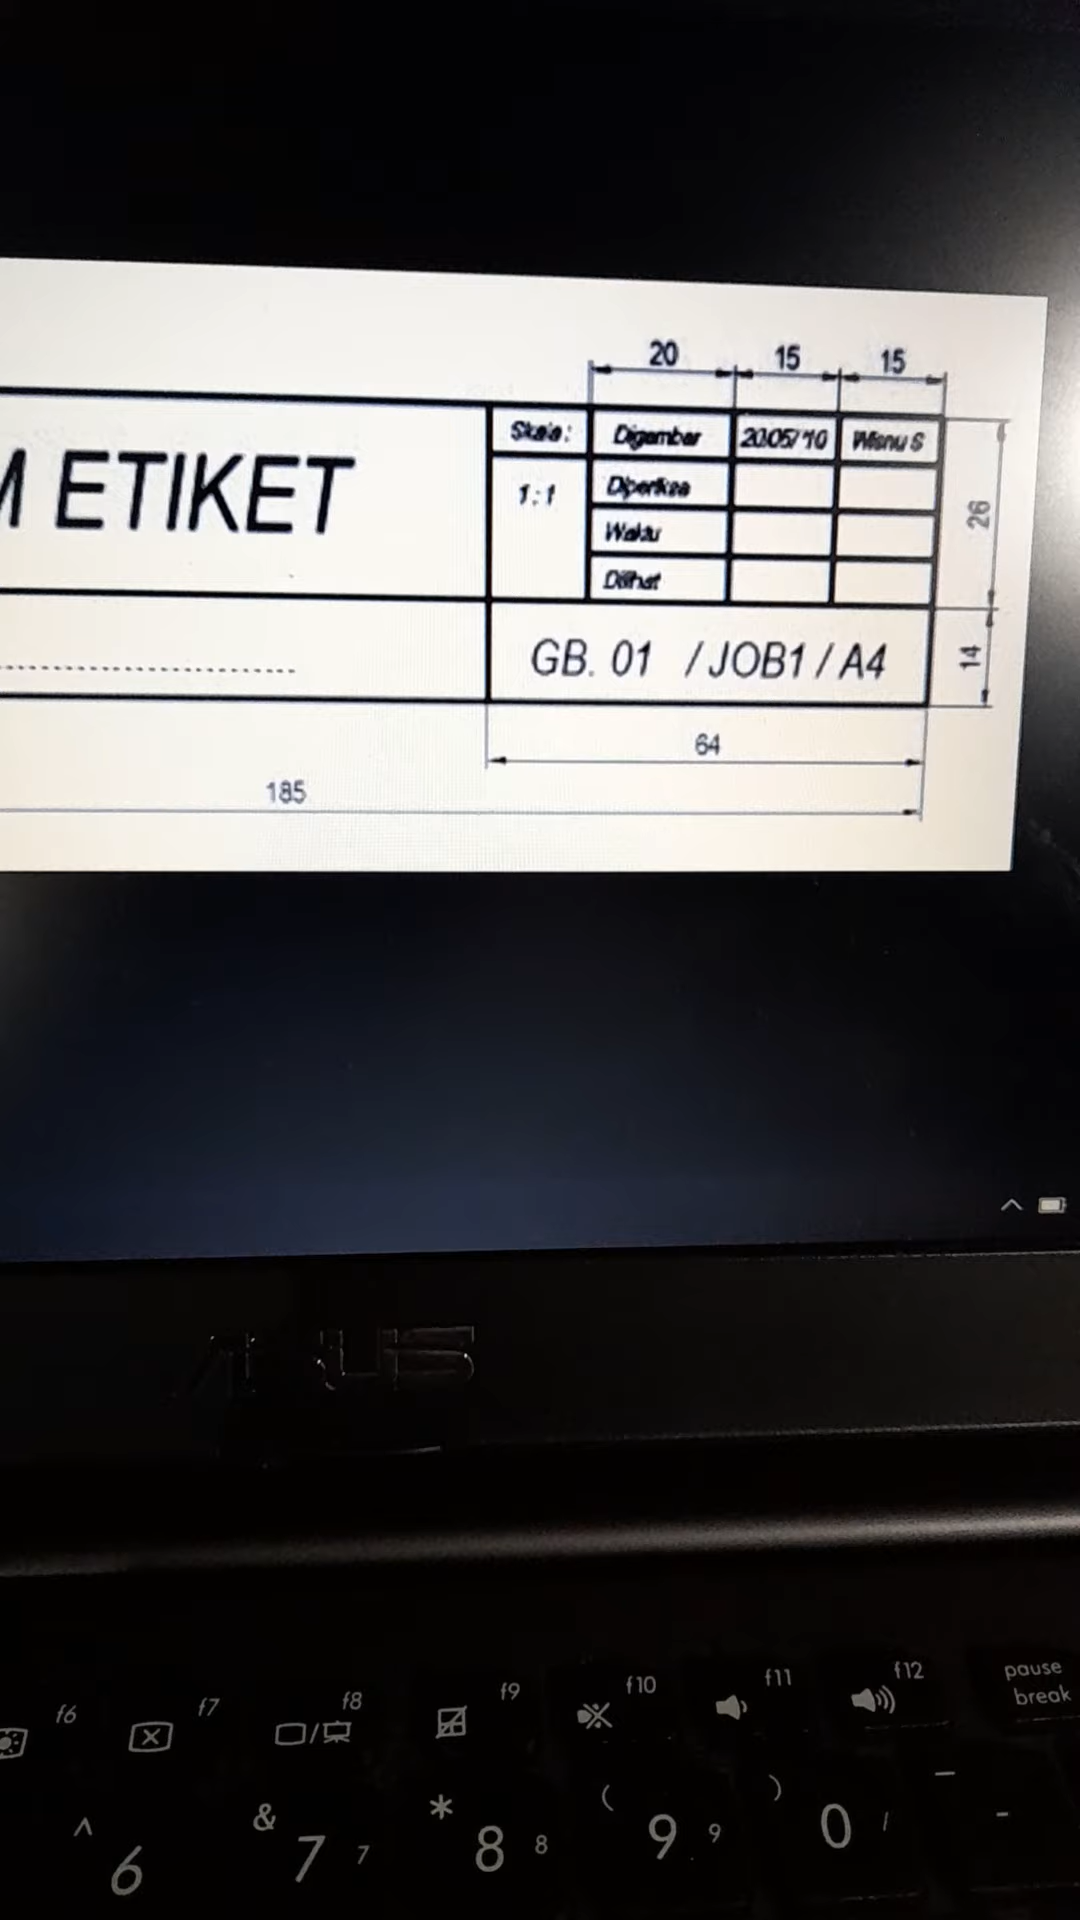 20 15 15
M ETIKET
Skala : Digambar 20/05/'10 Wisnu S
1 : 1 Diperiksa
Waktu
Dilihat
26
GB. 01 / JOB1 / A4
14
64
185
ASUS
f6 f7 f8 f9 f10 f11 f12 pause break
^ 6 & 7 7 * 8 8 ( 9 9 ) 0 / _ -